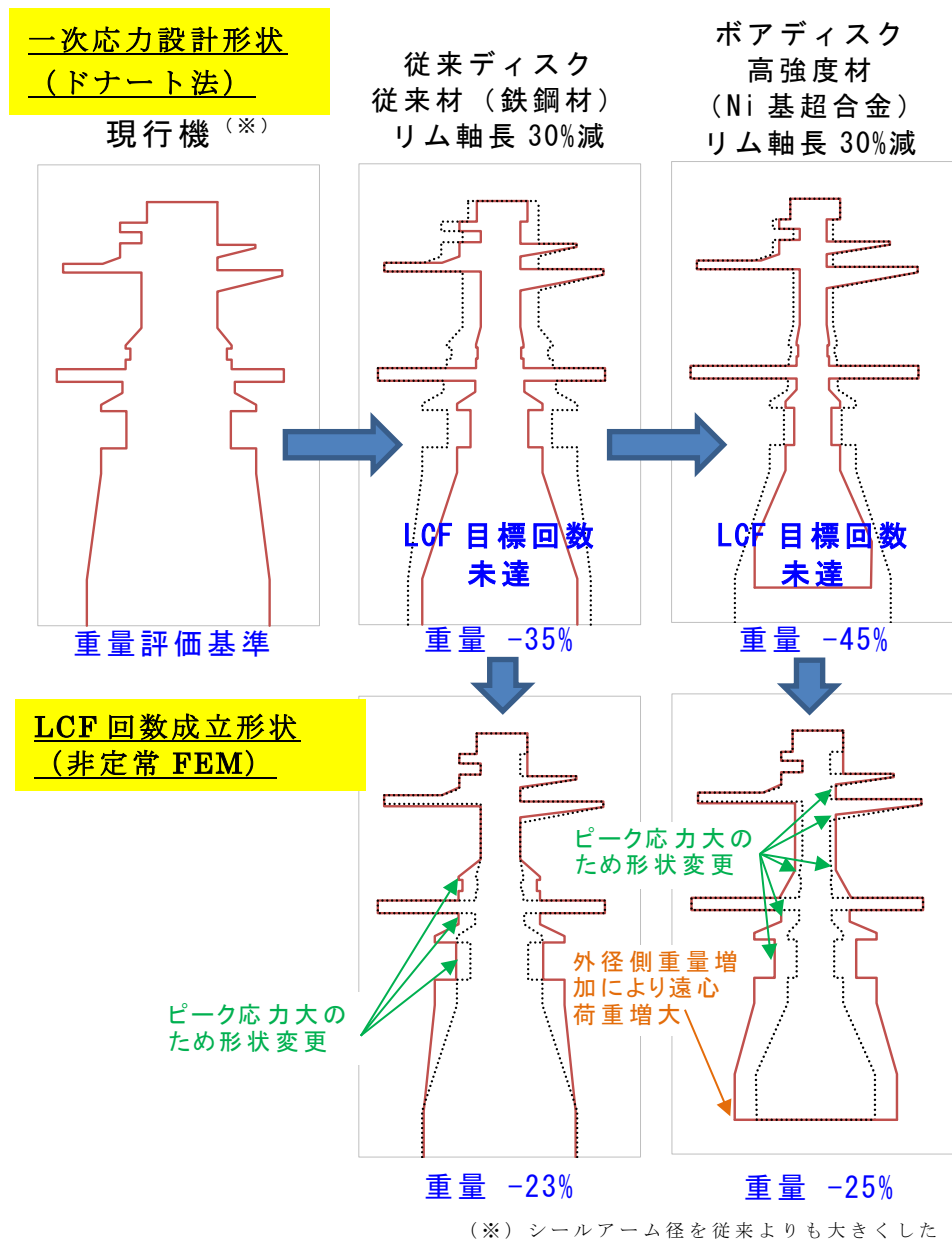 一次応力設計形状
（ドナート法）
現行機（※）
従来ディスク
従来材（鉄鋼材）
リム軸長 30%減
ボアディスク
高強度材
（Ni 基超合金）
リム軸長 30%減
LCF 目標回数
未達
LCF 目標回数
未達
重量評価基準
重量 -35%
重量 -45%
LCF 回数成立形状
（非定常 FEM）
ピーク応力大の
ため形状変更
ピーク応力大の
ため形状変更
外径側重量増
加により遠心
荷重増大
重量 -23%
重量 -25%
（※）シールアーム径を従来よりも大きくした